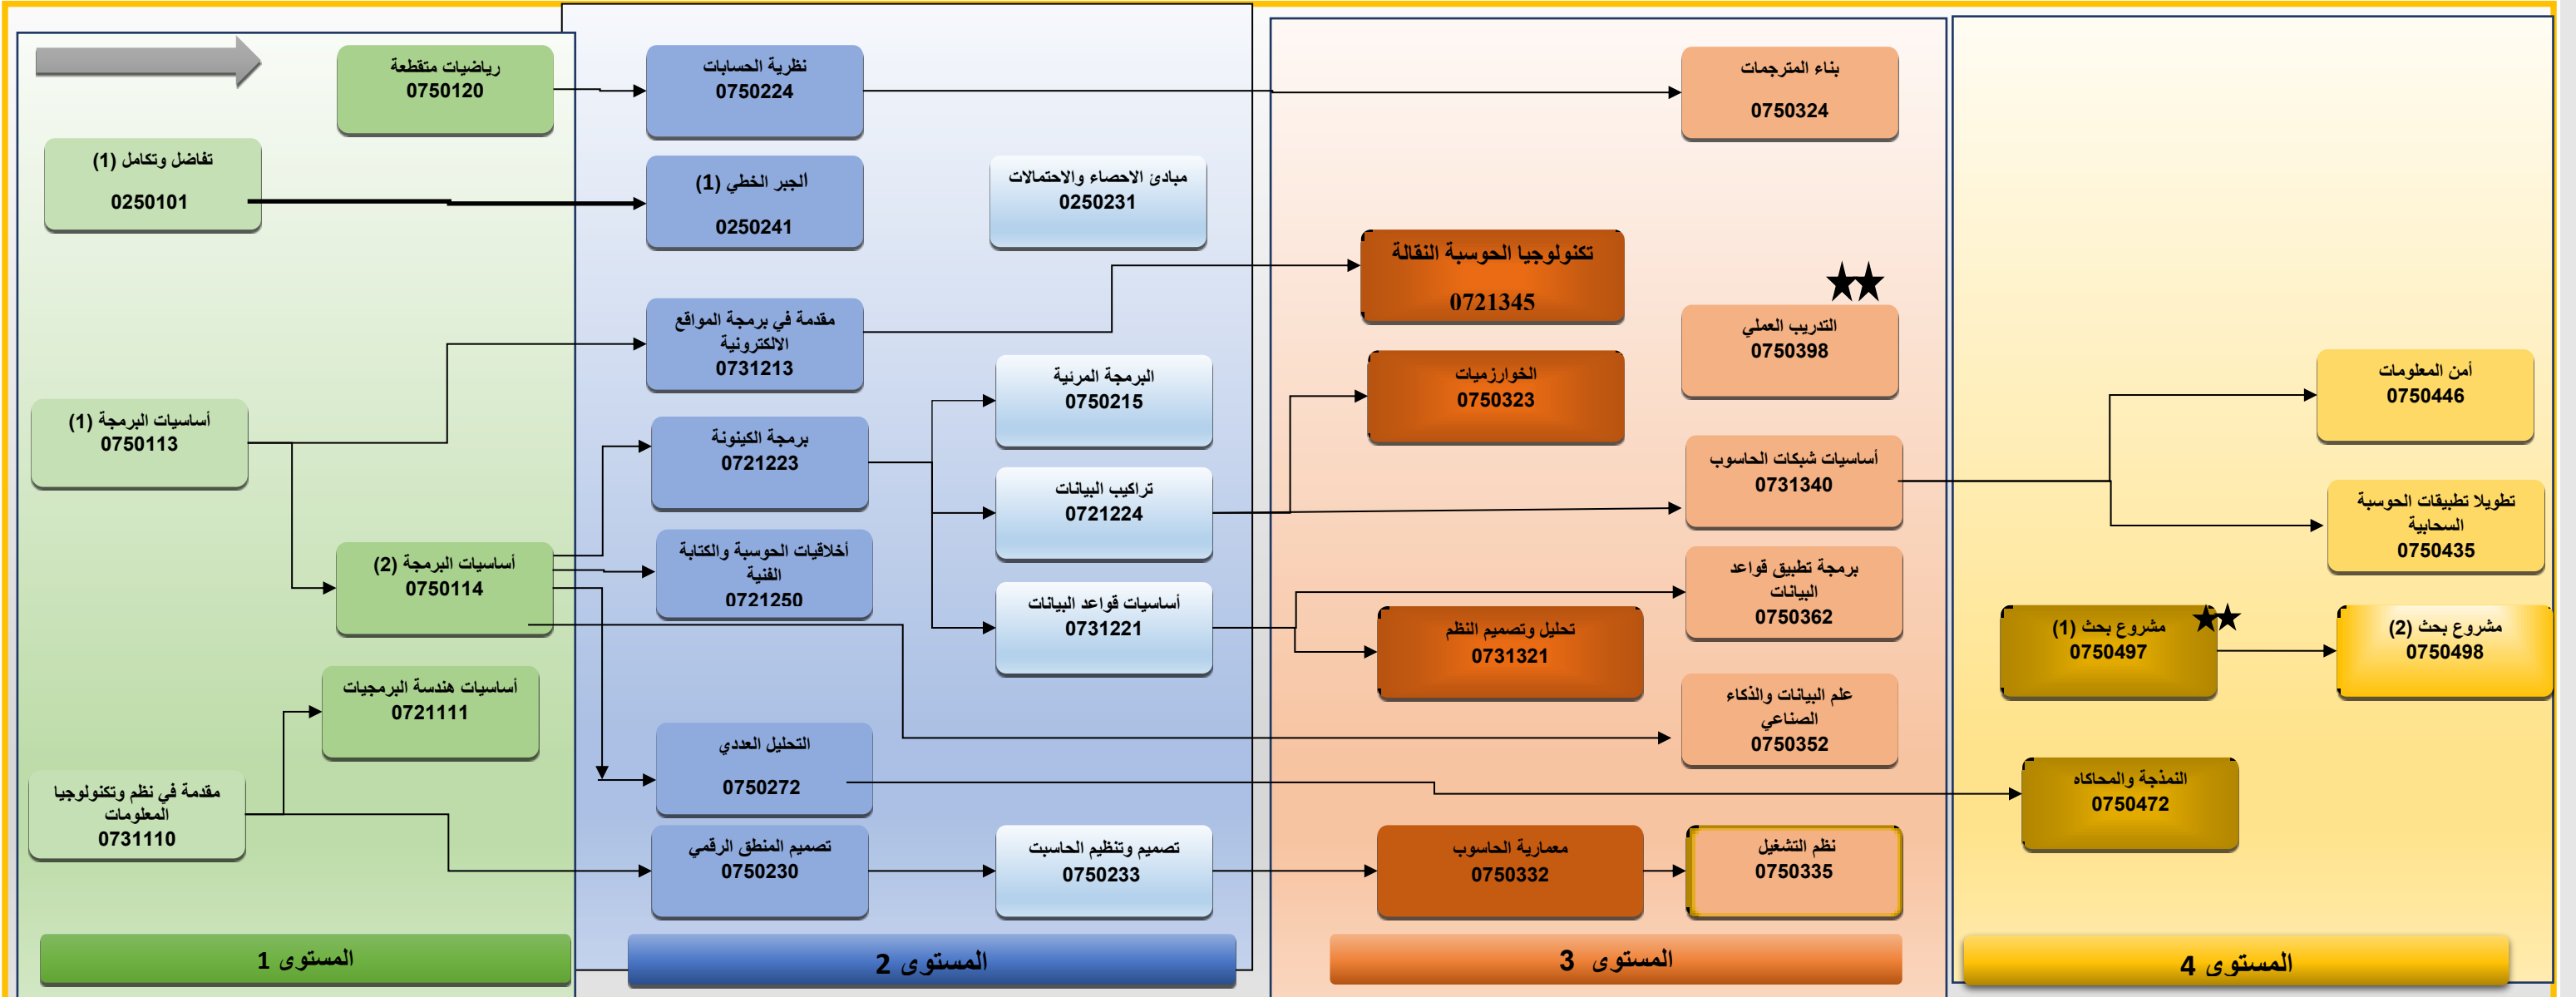 رياضيات متقطعة
0750120
تفاضل وتكامل (1)
0250101
أساسيات البرمجة (1)
0750113
أساسيات البرمجة (2)
0750114
أساسيات هندسة البرمجيات
0721111
مقدمة في نظم وتكنولوجيا
المعلومات
0731110
المستوى 1
نظرية الحسابات
0750224
ألجبر الخطي (1)
0250241
مبادئ الاحصاء والاحتمالات
0250231
مقدمة في برمجة المواقع
الالكترونية
0731213
برمجة الكينونة
0721223
أخلاقيات الحوسبة والكتابة
الفنية
0721250
البرمجة المرئية
0750215
تراكيب البيانات
0721224
أساسيات قواعد البيانات
0731221
التحليل العددي
0750272
تصميم المنطق الرقمي
0750230
تصميم وتنظيم الحاسبت
0750233
المستوى 2
بناء المترجمات
0750324
تكنولوجيا الحوسبة النقالة
0721345
التدريب العملي
0750398
الخوارزميات
0750323
أساسيات شبكات الحاسوب
0731340
برمجة تطبيق قواعد
البيانات
0750362
تحليل وتصميم النظم
0731321
علم البيانات والذكاء
الصناعي
0750352
معمارية الحاسوب
0750332
نظم التشغيل
0750335
المستوى 3
أمن المعلومات
0750446
تطويلا تطبيقات الحوسبة
السحابية
0750435
مشروع بحث (1)
0750497
مشروع بحث (2)
0750498
النمذجة والمحاكاه
0750472
المستوى 4